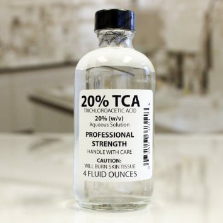 20% TCA
TRICHLOROACETIC ACID
20% (w/v)
Aqueous Solution
PROFESSIONAL
STRENGTH
HANDLE WITH CARE
CAUTION:
WILL BURN SKIN TISSUE
4 FLUID OUNCES